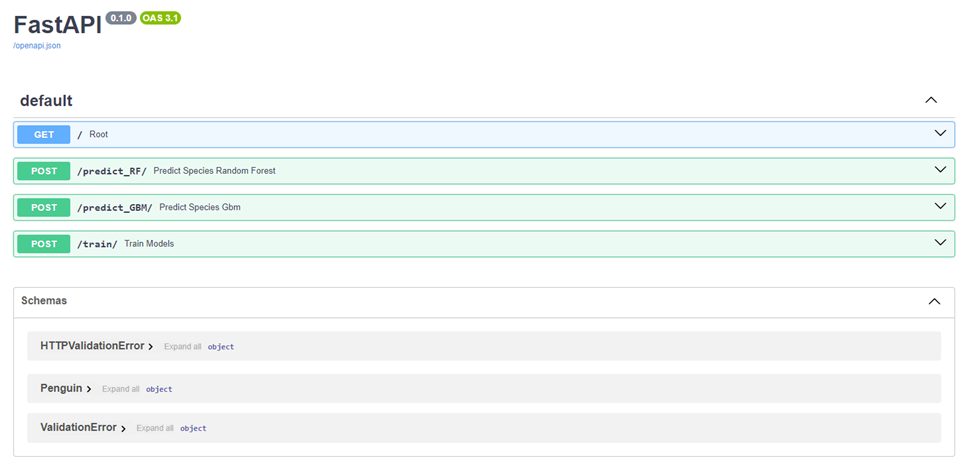 FastAPI 0.1.0 OAS 3.1
/openapi.json
default
GET / Root
POST /predict_RF/ Predict Species Random Forest
POST /predict_GBM/ Predict Species Gbm
POST /train/ Train Models
Schemas
HTTPValidationError Expand all object
Penguin Expand all object
ValidationError Expand all object